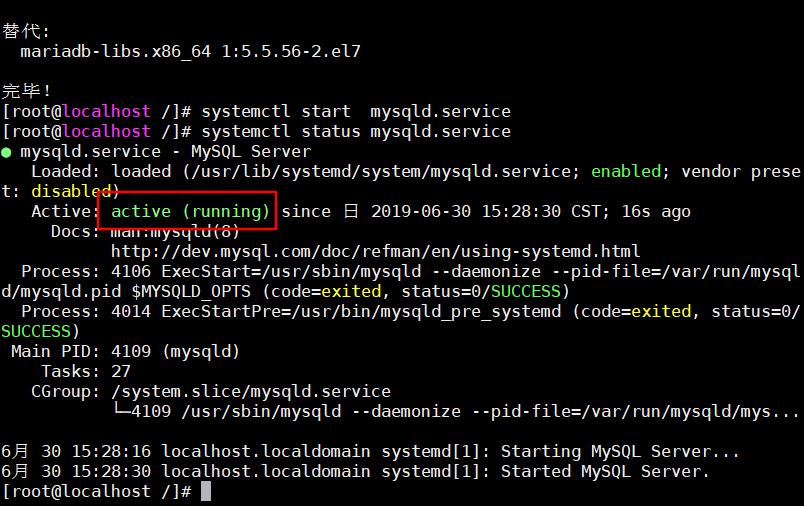 替代:
  mariadb-libs.x86_64 1:5.5.56-2.el7
完毕!
[root@localhost /]# systemctl start  mysqld.service
[root@localhost /]# systemctl status mysqld.service
● mysqld.service - MySQL Server
   Loaded: loaded (/usr/lib/systemd/system/mysqld.service; enabled; vendor prese
t: disabled)
   Active: active (running) since 日 2019-06-30 15:28:30 CST; 16s ago
     Docs: man:mysqld(8)
           http://dev.mysql.com/doc/refman/en/using-systemd.html
  Process: 4106 ExecStart=/usr/sbin/mysqld --daemonize --pid-file=/var/run/mysql
d/mysqld.pid $MYSQLD_OPTS (code=exited, status=0/SUCCESS)
  Process: 4014 ExecStartPre=/usr/bin/mysqld_pre_systemd (code=exited, status=0/
SUCCESS)
 Main PID: 4109 (mysqld)
    Tasks: 27
   CGroup: /system.slice/mysqld.service
           └─4109 /usr/sbin/mysqld --daemonize --pid-file=/var/run/mysqld/mys...
6月 30 15:28:16 localhost.localdomain systemd[1]: Starting MySQL Server...
6月 30 15:28:30 localhost.localdomain systemd[1]: Started MySQL Server.
[root@localhost /]#